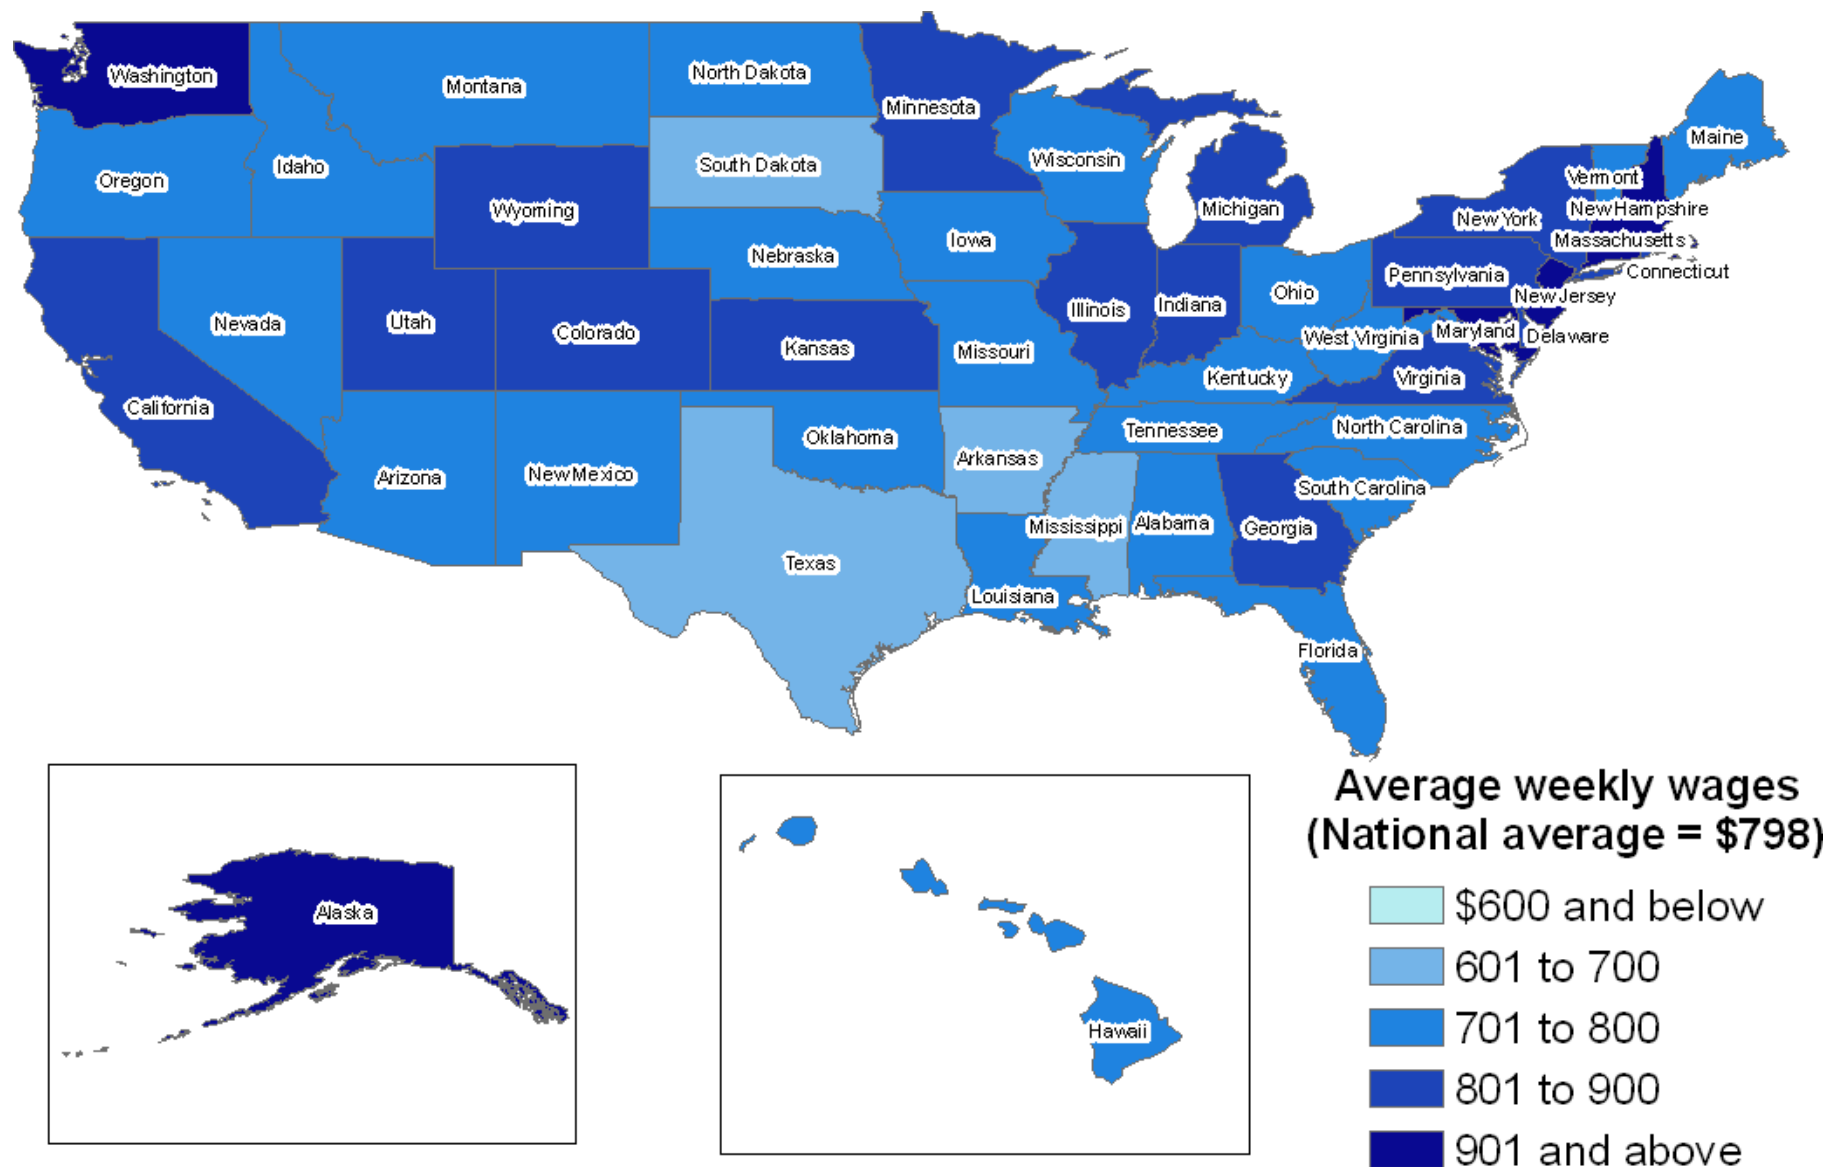 Washington
Montana
North Dakota
Minnesota
Maine
Oregon
Idaho
South Dakota
Wisconsin
Vermont
Wyoming
Michigan
New York
New Hampshire
Iowa
Massachusetts
Nebraska
Pennsylvania
Connecticut
Nevada
Utah
Colorado
Kansas
Missouri
Illinois
Indiana
Ohio
New Jersey
West Virginia
Maryland
Delaware
California
Kentucky
Virginia
Arizona
New Mexico
Oklahoma
Arkansas
Tennessee
North Carolina
South Carolina
Texas
Mississippi
Alabama
Georgia
Louisiana
Florida
Alaska
Hawaii
Average weekly wages
(National average = $798)
$600 and below
601 to 700
701 to 800
801 to 900
901 and above